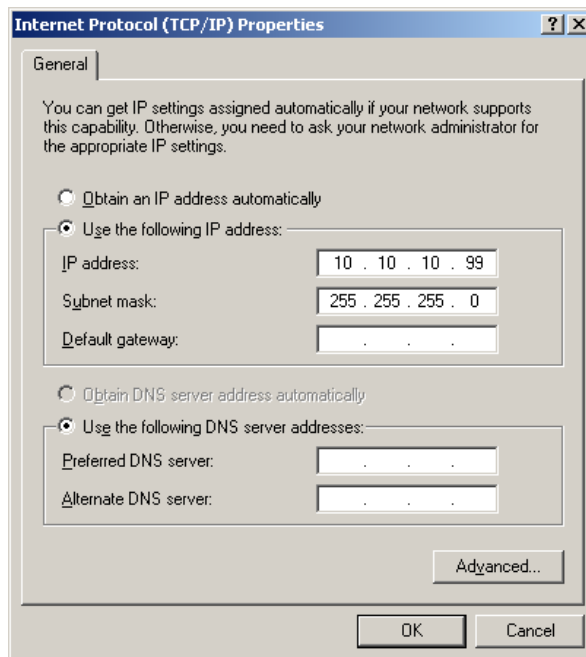 Internet Protocol (TCP/IP) Properties
General
You can get IP settings assigned automatically if your network supports
this capability. Otherwise, you need to ask your network administrator for
the appropriate IP settings.
Obtain an IP address automatically
Use the following IP address:
IP address: 10 . 10 . 10 . 99
Subnet mask: 255 . 255 . 255 . 0
Default gateway: . . .
Obtain DNS server address automatically
Use the following DNS server addresses:
Preferred DNS server: . . .
Alternate DNS server: . . .
Advanced...
OK Cancel